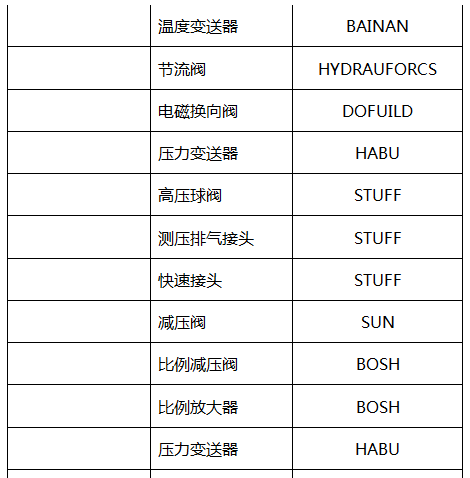 温度变送器 BAINAN
节流阀 HYDRAUFORCS
电磁换向阀 DOFUILD
压力变送器 HABU
高压球阀 STUFF
测压排气接头 STUFF
快速接头 STUFF
减压阀 SUN
比例减压阀 BOSH
比例放大器 BOSH
压力变送器 HABU